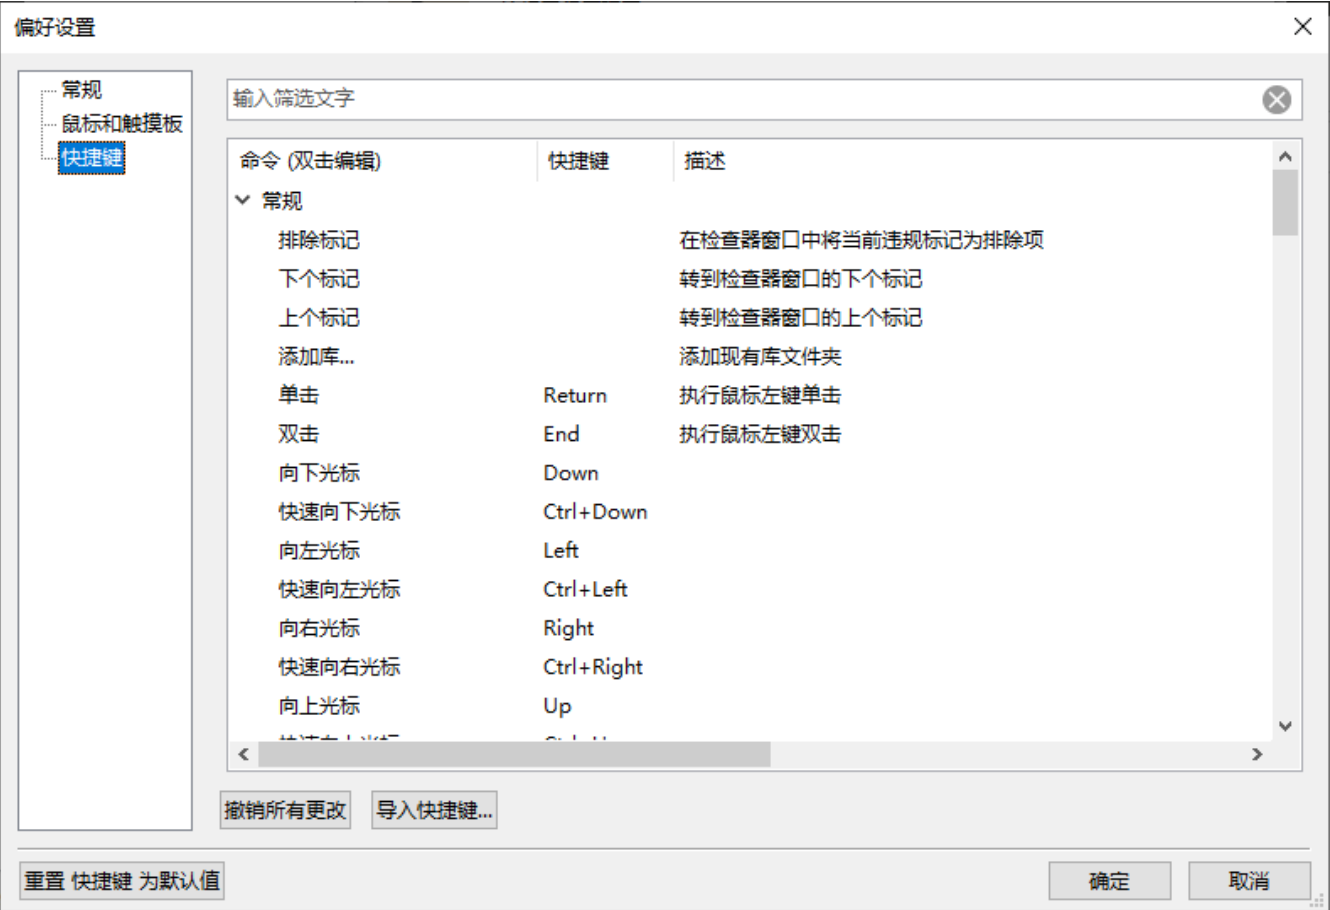 偏好设置
常规
鼠标和触摸板
快捷键
输入筛选文字
命令 (双击编辑) 快捷键 描述
常规
排除标记 在检查器窗口中将当前违规标记为排除项
下个标记 转到检查器窗口的下个标记
上个标记 转到检查器窗口的上个标记
添加库... 添加现有库文件夹
单击 Return 执行鼠标左键单击
双击 End 执行鼠标左键双击
向下光标 Down
快速向下光标 Ctrl+Down
向左光标 Left
快速向左光标 Ctrl+Left
向右光标 Right
快速向右光标 Ctrl+Right
向上光标 Up
撤销所有更改 导入快捷键...
重置 快捷键 为默认值 确定 取消